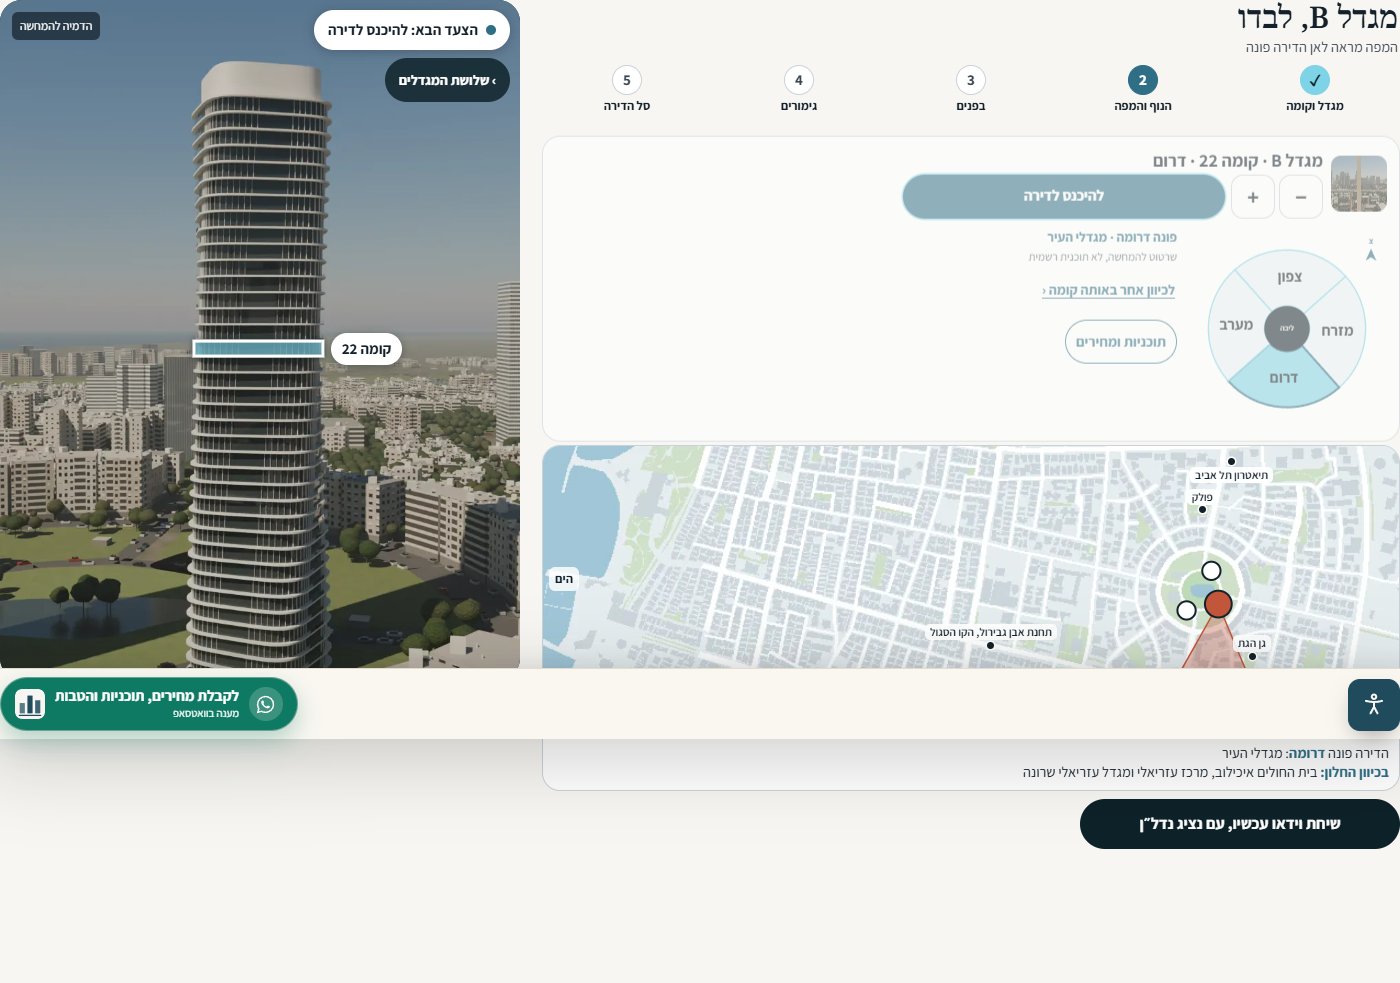 מגדל B, לבדו
המפה מראה לאן הדירה פונה
✓
מגדל וקומה
2
הנוף והמפה
3
בפנים
4
גימורים
5
סל הדירה
מגדל B · קומה 22 · דרום
−
+
להיכנס לדירה
פונה דרומה · מגדלי העיר
שרטוט להמחשה, לא תוכנית רשמית
לכיוון אחר באותה קומה ›
תוכניות ומחירים
צפון
מזרח
ליבה
מערב
דרום
תיאטרון תל אביב
פולק
הים
תחנת אבן גבירול, הקו הסגול
גן הגת
הדירה פונה דרומה: מגדלי העיר
בכיוון החלון: בית החולים איכילוב, מרכז עזריאלי ומגדל עזריאלי שרונה
שיחת וידאו עכשיו, עם נציג נדל״ן
הצעד הבא: להיכנס לדירה
הדמיה להמחשה
‹ שלושת המגדלים
קומה 22
לקבלת מחירים, תוכניות והטבות
מענה בוואטסאפ